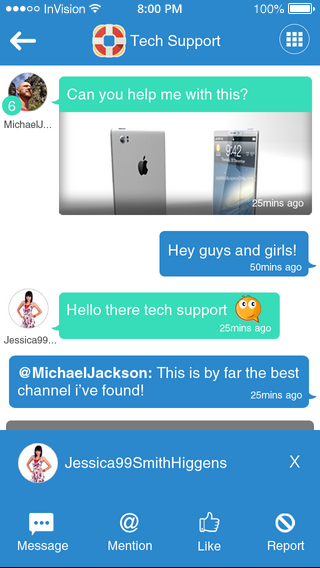 InVision 8:00 PM 100%
Tech Support
Can you help me with this?
6
MichaelJ...
9:42
25mins ago
Hey guys and girls!
50mins ago
Hello there tech support
25mins ago
Jessica99...
@MichaelJackson: This is by far the best
channel i've found!
25mins ago
Jessica99SmithHiggens X
Message @ Mention Like Report